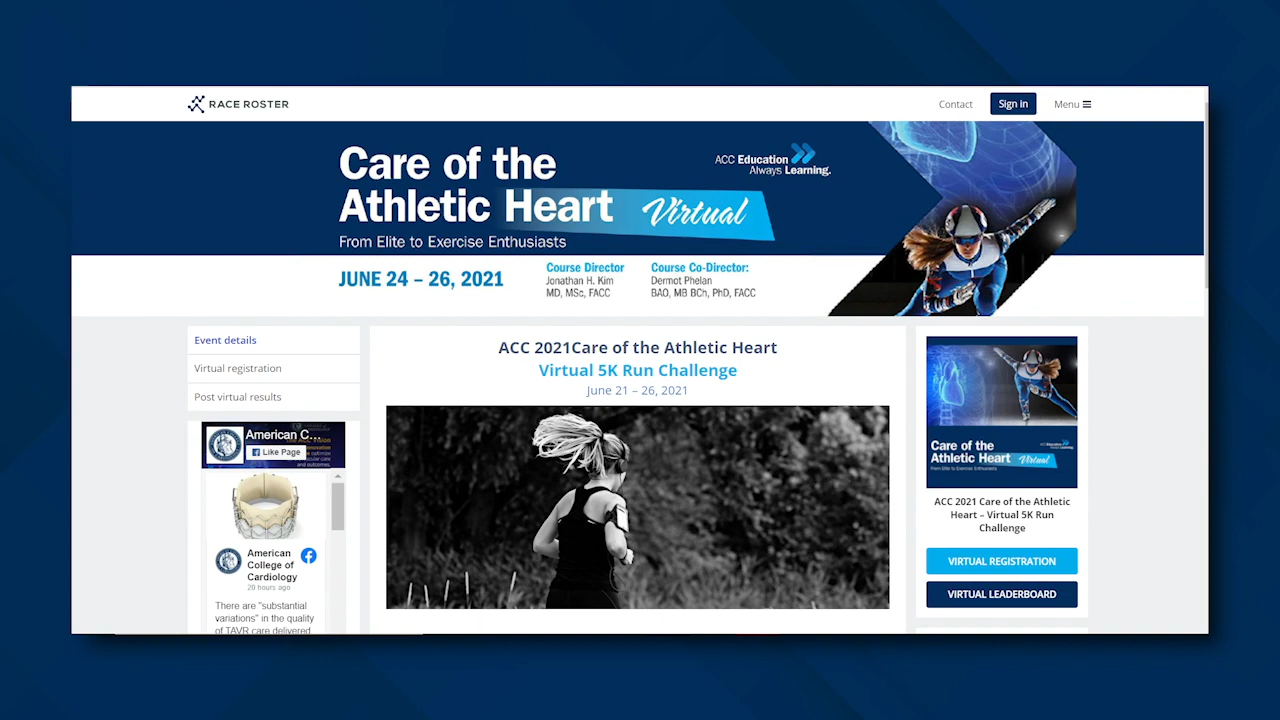 RACE ROSTER
Contact
Sign in
Menu
Care of the
Athletic Heart Virtual
From Elite to Exercise Enthusiasts
ACC Education
Always Learning.
JUNE 24 – 26, 2021
Course Director
Jonathan H. Kim
MD, MSc, FACC
Course Co-Director:
Dermot Phelan
BAO, MB BCh, PhD, FACC
Event details
Virtual registration
Post virtual results
American C...
Like Page
American
College of
Cardiology
20 hours ago
There are "substantial
variations" in the quality
of TAVR care delivered
ACC 2021Care of the Athletic Heart
Virtual 5K Run Challenge
June 21 – 26, 2021
Care of the
Athletic Heart Virtual
From Elite to Exercise Enthusiasts
ACC 2021 Care of the Athletic
Heart – Virtual 5K Run
Challenge
VIRTUAL REGISTRATION
VIRTUAL LEADERBOARD